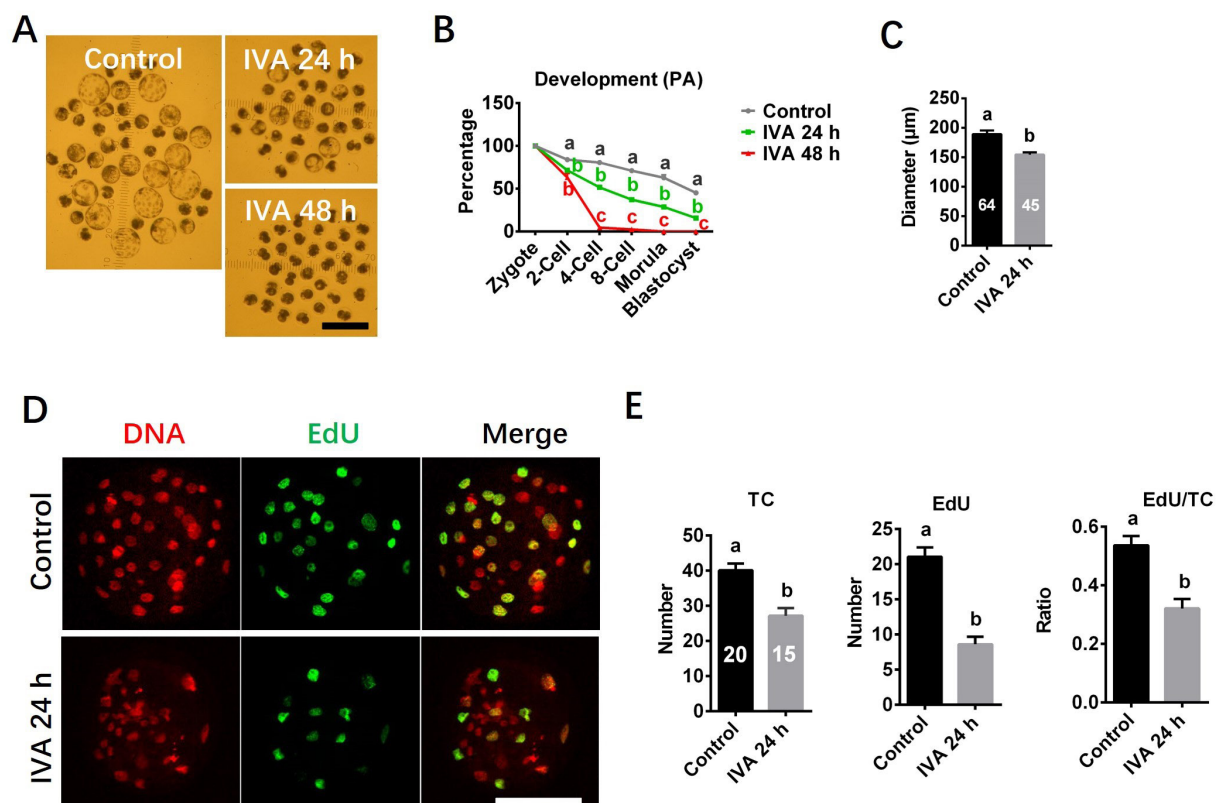 A
Control
IVA 24 h
IVA 48 h
B
Development (PA)
Percentage
150
100
50
0
a a a a a
b b b b b
b c c c c
Zygote
2-Cell
4-Cell
8-Cell
Morula
Blastocyst
Control
IVA 24 h
IVA 48 h
C
Diameter (μm)
250
200
150
100
50
0
a
b
64
45
Control
IVA 24 h
D
DNA
EdU
Merge
Control
IVA 24 h
E
TC
Number
50
40
30
20
10
0
a
b
20
15
Control
IVA 24 h
EdU
Number
25
20
15
10
5
0
a
b
Control
IVA 24 h
EdU/TC
Ratio
0.6
0.4
0.2
0.0
a
b
Control
IVA 24 h